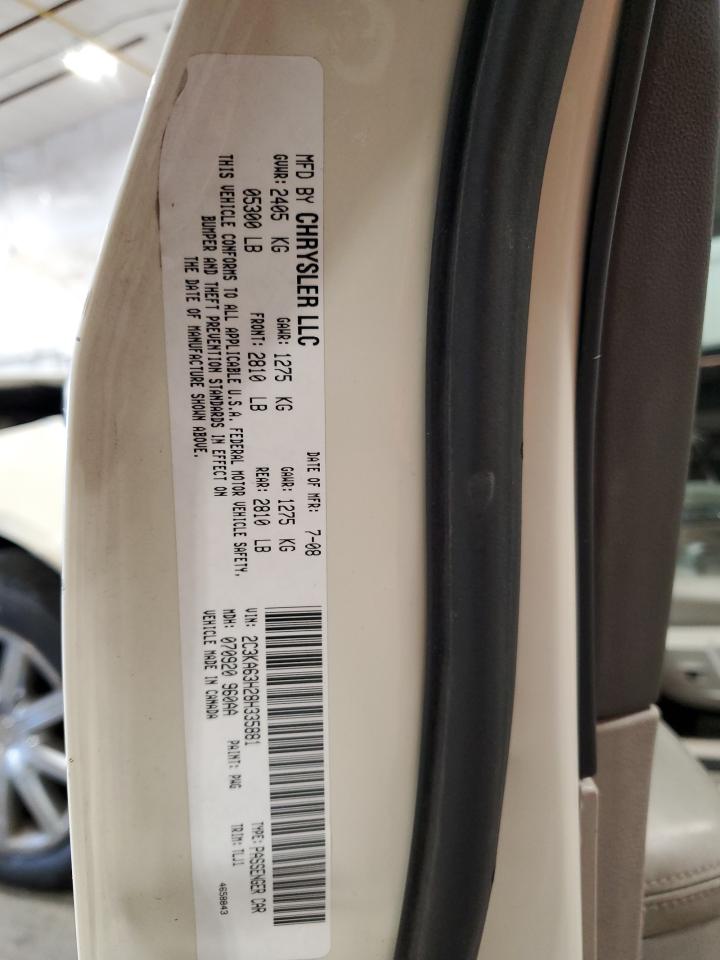 MFD BY CHRYSLER LLC DATE OF MFR: 7-08
GVWR: 2405 KG GAWR: 1275 KG GAWR: 1275 KG
05300 LB FRONT: 2810 LB REAR: 2810 LB
THIS VEHICLE CONFORMS TO ALL APPLICABLE U.S.A. FEDERAL MOTOR VEHICLE SAFETY,
BUMPER AND THEFT PREVENTION STANDARDS IN EFFECT ON
THE DATE OF MANUFACTURE SHOWN ABOVE.
VIN: 2C3KA63H28H335881 TYPE: PASSENGER CAR
MDH: 070920 960AA PAINT: PWG TRIM: TLJ1
VEHICLE MADE IN CANADA 4658843